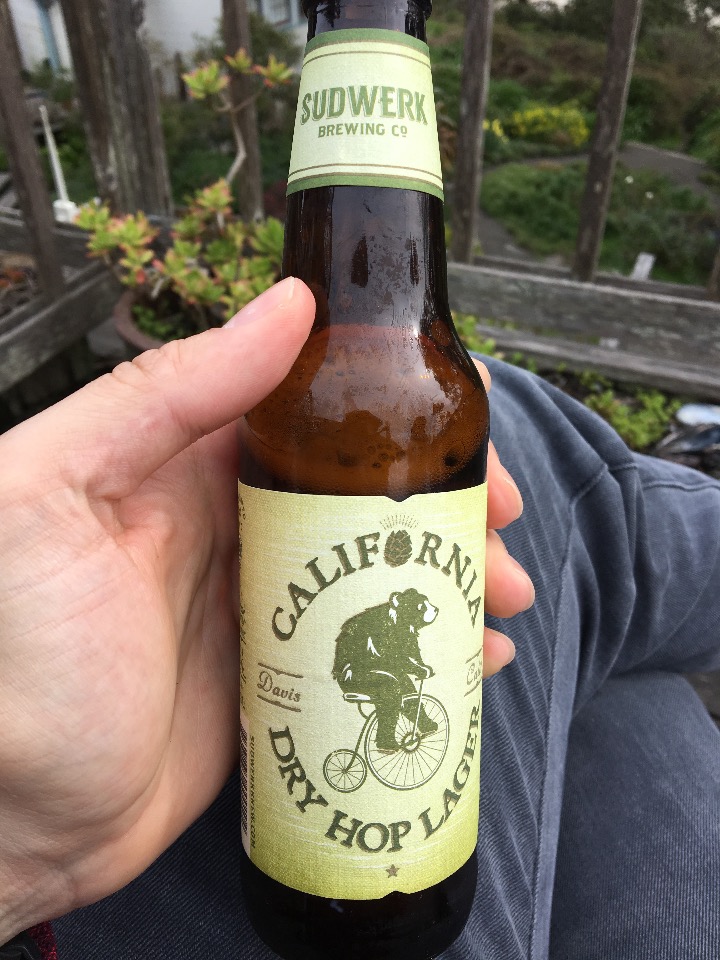 SUDWERK
BREWING CO
CALIFORNIA
Davis
DRY HOP LAGER